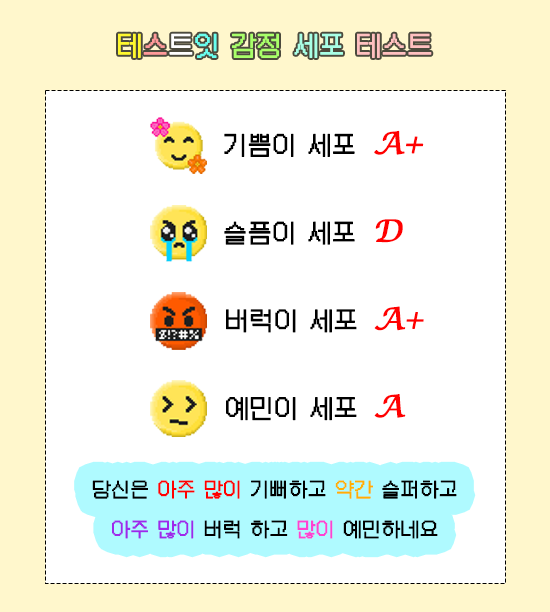 테스트잇 감정 세포 테스트
기쁨이 세포 A+
슬픔이 세포 D
버럭이 세포 A+
$!?#%
예민이 세포 A
당신은 아주 많이 기뻐하고 약간 슬퍼하고
아주 많이 버럭 하고 많이 예민하네요